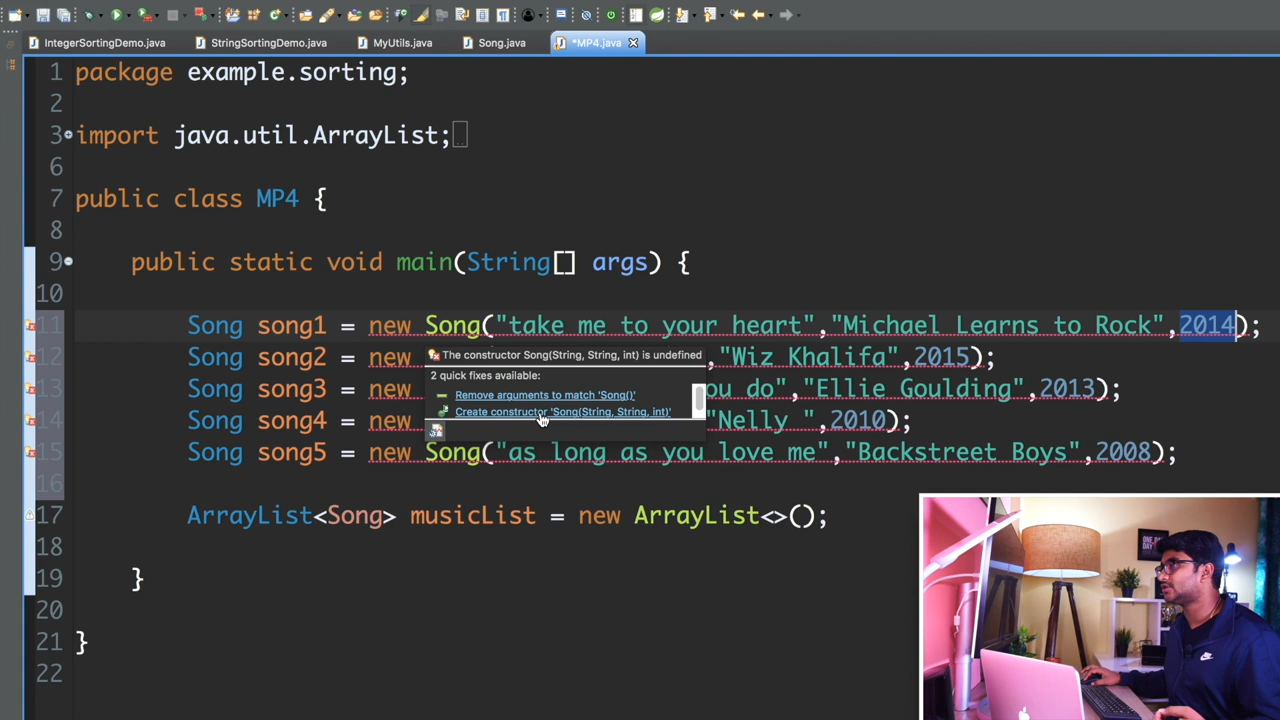 IntegerSortingDemo.java StringSortingDemo.java MyUtils.java Song.java *MP4.java
1 package example.sorting;
2
3 import java.util.ArrayList;
6
7 public class MP4 {
8
9 public static void main(String[] args) {
10
11 Song song1 = new Song("take me to your heart","Michael Learns to Rock",2014);
12 Song song2 = new "Wiz Khalifa",2015);
13 Song song3 = new ou do","Ellie Goulding",2013);
14 Song song4 = new "Nelly ",2010);
15 Song song5 = new Song("as long as you love me","Backstreet Boys",2008);
The constructor Song(String, String, int) is undefined
2 quick fixes available:
Remove arguments to match 'Song()'
Create constructor 'Song(String, String, int)'
16
17 ArrayList<Song> musicList = new ArrayList<>();
18
19 }
20
21 }
22